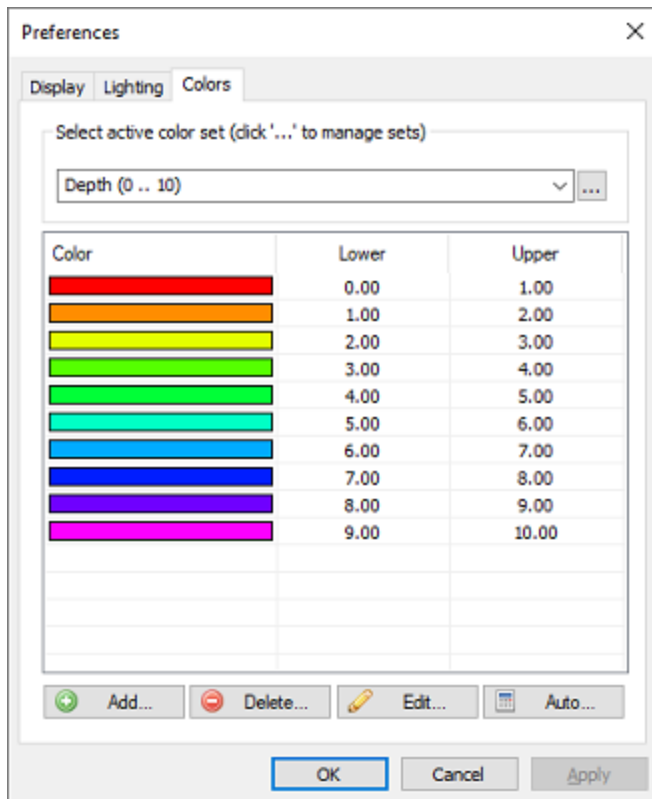 Preferences
Display Lighting Colors
Select active color set (click '...' to manage sets)
Depth (0 .. 10) ...
Color Lower Upper
0.00 1.00
1.00 2.00
2.00 3.00
3.00 4.00
4.00 5.00
5.00 6.00
6.00 7.00
7.00 8.00
8.00 9.00
9.00 10.00
Add... Delete... Edit... Auto...
OK Cancel Apply